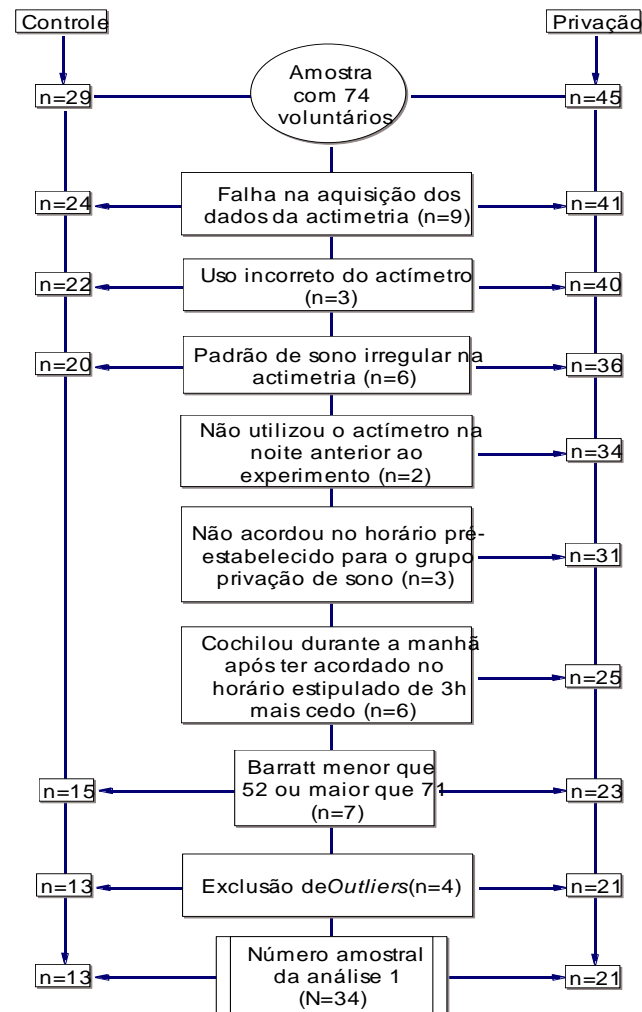 Controle
Privação
Amostra
com 74
voluntários
n=29
n=45
Falha na aquisição dos
dados da actimetria (n=9)
n=24
n=41
Uso incorreto do actímetro
(n=3)
n=22
n=40
Padrão de sono irregular na
actimetria (n=6)
n=20
n=36
Não utilizou o actímetro na
noite anterior ao
experimento (n=2)
n=34
Não acordou no horário pré-
estabelecido para o grupo
privação de sono (n=3)
n=31
Cochilou durante a manhã
após ter acordado no
horário estipulado de 3h
mais cedo (n=6)
n=25
Barratt menor que
52 ou maior que 71
(n=7)
n=15
n=23
Exclusão de Outliers (n=4)
n=13
n=21
Número amostral
da análise 1
(N=34)
n=13
n=21